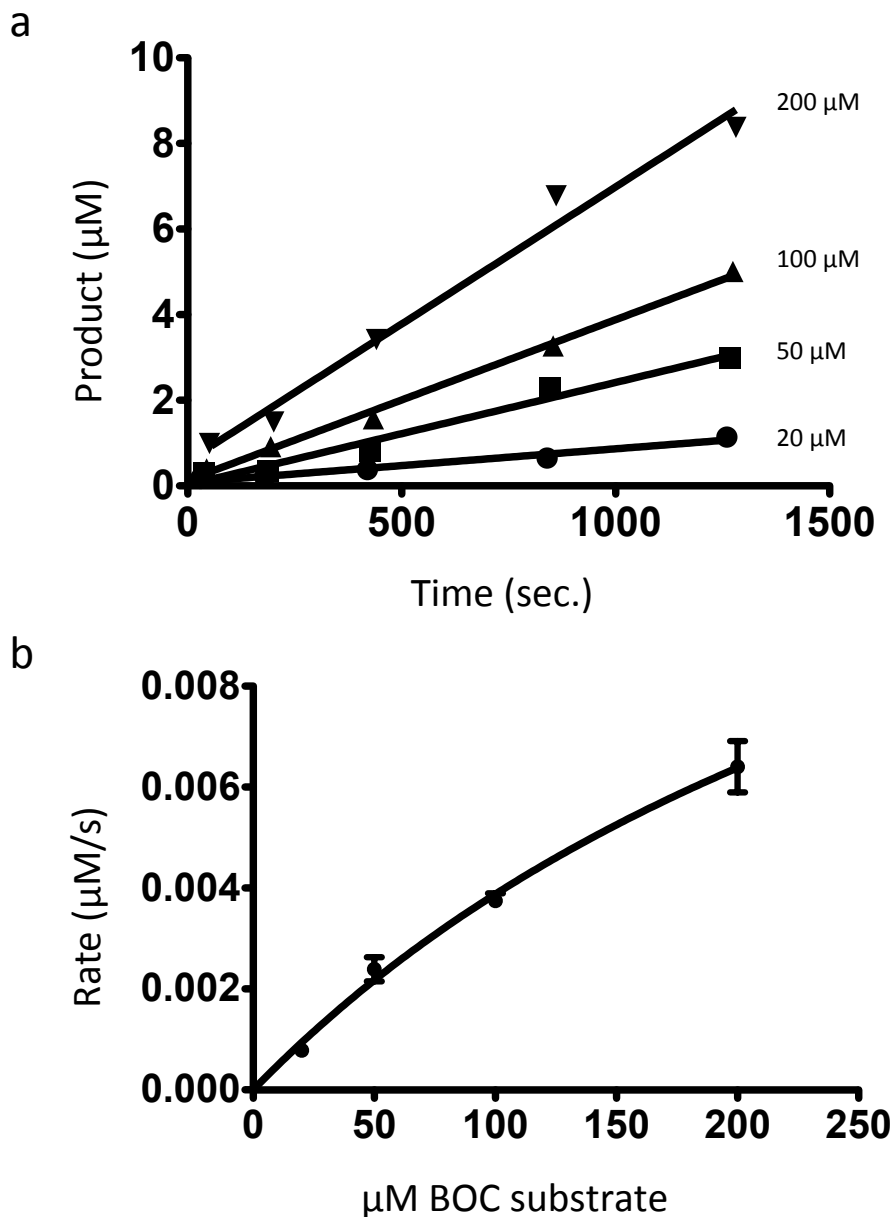 a
10
8
6
4
2
0
Product (µM)
200 µM
100 µM
50 µM
20 µM
0 500 1000 1500
Time (sec.)
b
0.008
0.006
0.004
0.002
0.000
Rate (µM/s)
0 50 100 150 200 250
µM BOC substrate